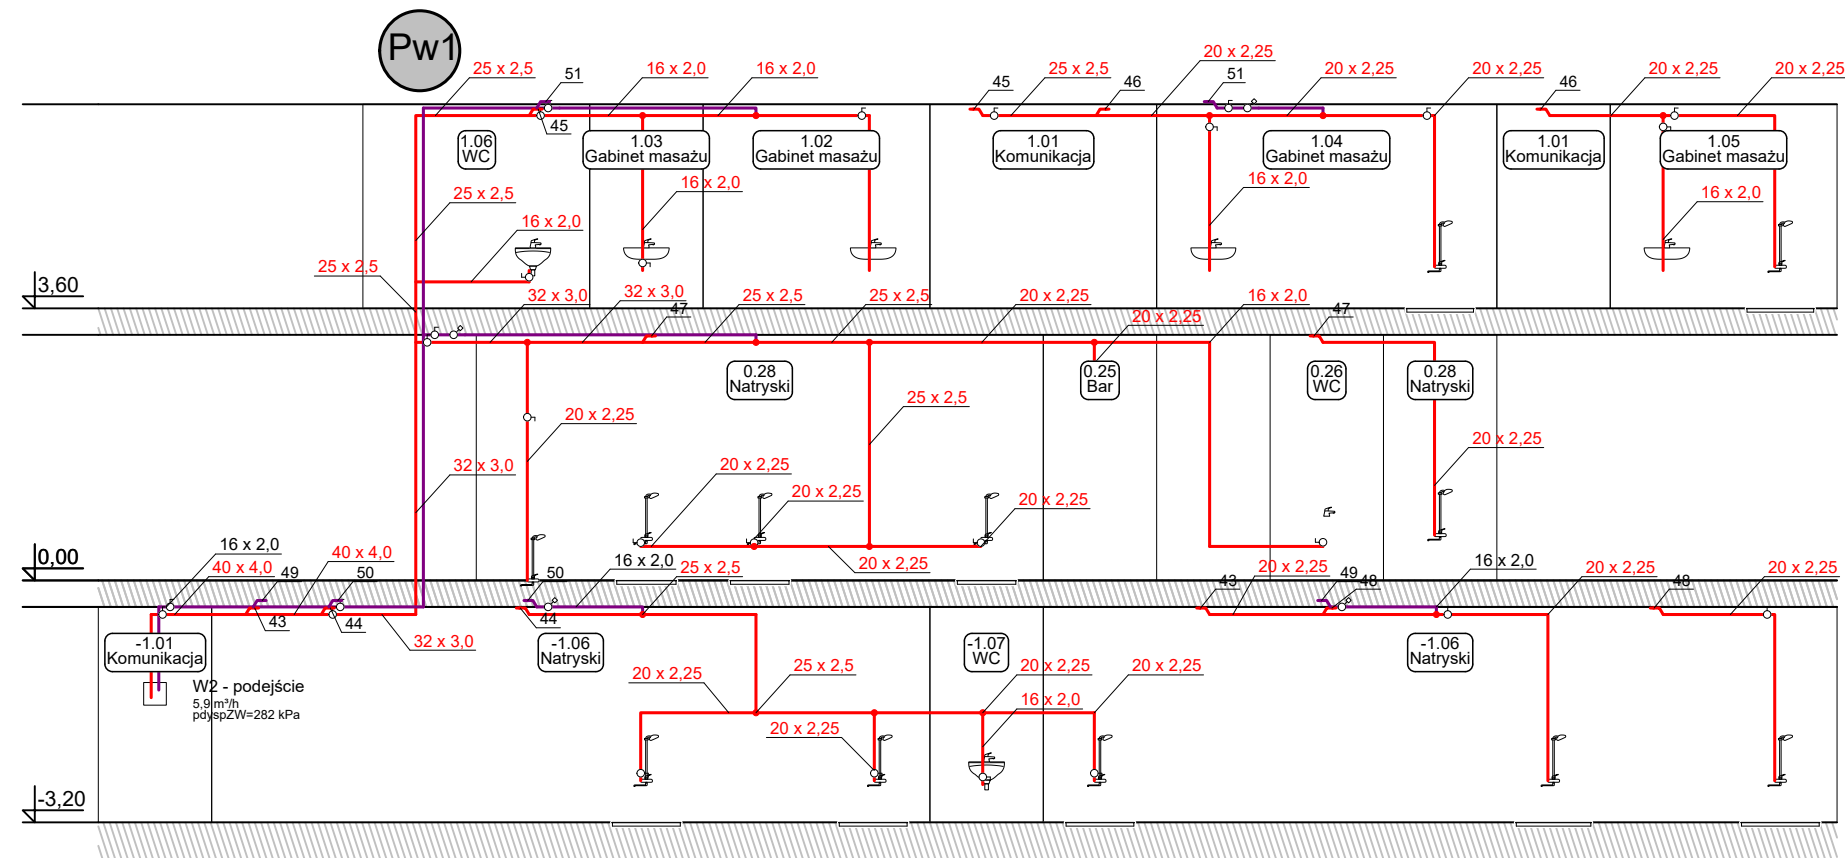 Pw1
25 x 2,5
51
16 x 2,0
16 x 2,0
45
25 x 2,5
46
20 x 2,25
51
20 x 2,25
20 x 2,25
46
20 x 2,25
20 x 2,25
45
1.06
WC
1.03
Gabinet masażu
1.02
Gabinet masażu
1.01
Komunikacja
1.04
Gabinet masażu
1.01
Komunikacja
1.05
Gabinet masażu
25 x 2,5
16 x 2,0
16 x 2,0
16 x 2,0
16 x 2,0
3,60
25 x 2,5
32 x 3,0
32 x 3,0
47
25 x 2,5
25 x 2,5
20 x 2,25
20 x 2,25
16 x 2,0
47
0.28
Natryski
0.25
Bar
0.26
WC
0.28
Natryski
20 x 2,25
25 x 2,5
32 x 3,0
20 x 2,25
20 x 2,25
20 x 2,25
20 x 2,25
0,00
16 x 2,0
40 x 4,0
40 x 4,0
49
50
50
16 x 2,0
25 x 2,5
20 x 2,25
43
20 x 2,25
49
48
16 x 2,0
20 x 2,25
48
20 x 2,25
43
44
32 x 3,0
44
-1.01
Komunikacja
-1.06
Natryski
-1.07
WC
-1.06
Natryski
W2 - podejście
5,9 m³/h
pdyspZW=282 kPa
20 x 2,25
25 x 2,5
20 x 2,25
20 x 2,25
16 x 2,0
20 x 2,25
-3,20